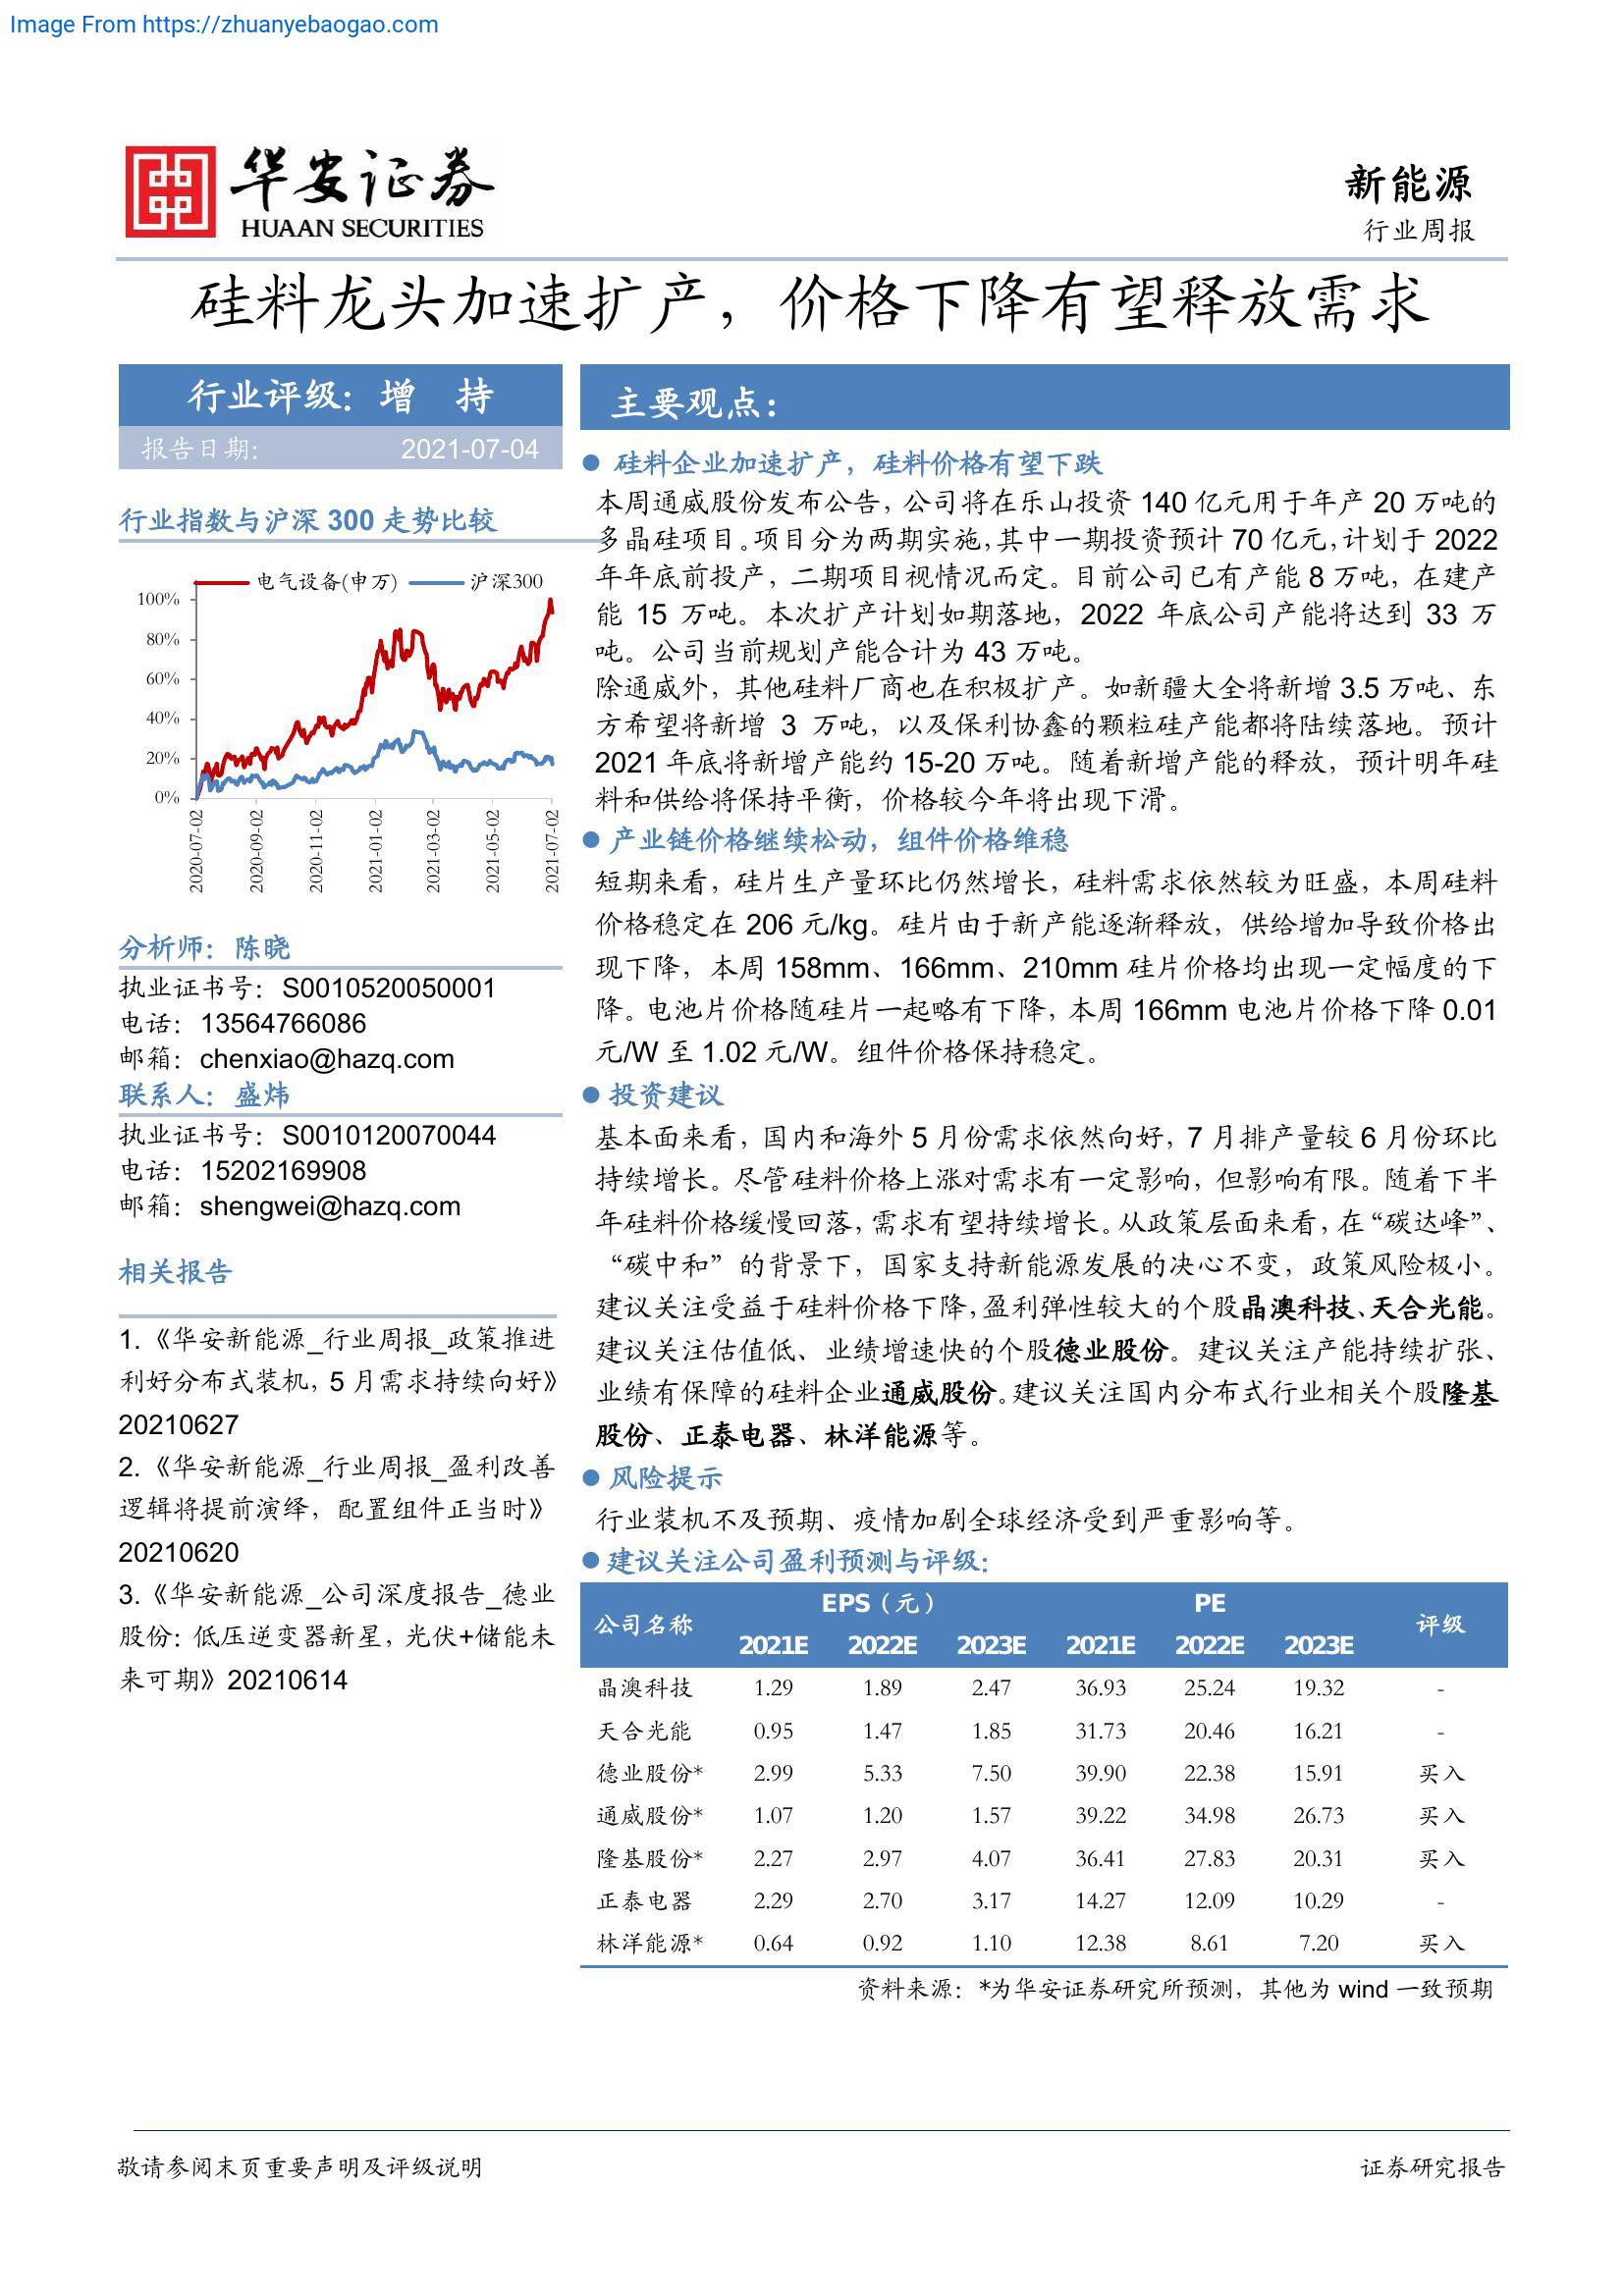 Image From https://zhuanyebaogao.com
华安证券
HUAAN SECURITIES
新能源
行业周报
硅料龙头加速扩产，价格下降有望释放需求
行业评级：增 持
报告日期: 2021-07-04
行业指数与沪深 300 走势比较
电气设备(申万) 沪深300
100%
80%
60%
40%
20%
0%
2020-07-02
2020-09-02
2020-11-02
2021-01-02
2021-03-02
2021-05-02
2021-07-02
分析师：陈晓
执业证书号：S0010520050001
电话：13564766086
邮箱：chenxiao@hazq.com
联系人：盛炜
执业证书号：S0010120070044
电话：15202169908
邮箱：shengwei@hazq.com
相关报告
1.《华安新能源_行业周报_政策推进
利好分布式装机，5 月需求持续向好》
20210627
2.《华安新能源_行业周报_盈利改善
逻辑将提前演绎，配置组件正当时》
20210620
3.《华安新能源_公司深度报告_德业
股份：低压逆变器新星，光伏+储能未
来可期》20210614
主要观点：
● 硅料企业加速扩产，硅料价格有望下跌
本周通威股份发布公告，公司将在乐山投资 140 亿元用于年产 20 万吨的
多晶硅项目。项目分为两期实施，其中一期投资预计 70 亿元，计划于 2022
年年底前投产，二期项目视情况而定。目前公司已有产能 8 万吨，在建产
能 15 万吨。本次扩产计划如期落地，2022 年底公司产能将达到 33 万
吨。公司当前规划产能合计为 43 万吨。
除通威外，其他硅料厂商也在积极扩产。如新疆大全将新增 3.5 万吨、东
方希望将新增 3 万吨，以及保利协鑫的颗粒硅产能都将陆续落地。预计
2021 年底将新增产能约 15-20 万吨。随着新增产能的释放，预计明年硅
料和供给将保持平衡，价格较今年将出现下滑。
● 产业链价格继续松动，组件价格维稳
短期来看，硅片生产量环比仍然增长，硅料需求依然较为旺盛，本周硅料
价格稳定在 206 元/kg。硅片由于新产能逐渐释放，供给增加导致价格出
现下降，本周 158mm、166mm、210mm 硅片价格均出现一定幅度的下
降。电池片价格随硅片一起略有下降，本周 166mm 电池片价格下降 0.01
元/W 至 1.02 元/W。组件价格保持稳定。
● 投资建议
基本面来看，国内和海外 5 月份需求依然向好，7 月排产量较 6 月份环比
持续增长。尽管硅料价格上涨对需求有一定影响，但影响有限。随着下半
年硅料价格缓慢回落，需求有望持续增长。从政策层面来看，在“碳达峰”、
“碳中和”的背景下，国家支持新能源发展的决心不变，政策风险极小。
建议关注受益于硅料价格下降，盈利弹性较大的个股晶澳科技、天合光能。
建议关注估值低、业绩增速快的个股德业股份。建议关注产能持续扩张、
业绩有保障的硅料企业通威股份。建议关注国内分布式行业相关个股隆基
股份、正泰电器、林洋能源等。
● 风险提示
行业装机不及预期、疫情加剧全球经济受到严重影响等。
● 建议关注公司盈利预测与评级：
公司名称 EPS（元） PE 评级
2021E 2022E 2023E 2021E 2022E 2023E
晶澳科技 1.29 1.89 2.47 36.93 25.24 19.32 -
天合光能 0.95 1.47 1.85 31.73 20.46 16.21 -
德业股份* 2.99 5.33 7.50 39.90 22.38 15.91 买入
通威股份* 1.07 1.20 1.57 39.22 34.98 26.73 买入
隆基股份* 2.27 2.97 4.07 36.41 27.83 20.31 买入
正泰电器 2.29 2.70 3.17 14.27 12.09 10.29 -
林洋能源* 0.64 0.92 1.10 12.38 8.61 7.20 买入
资料来源：*为华安证券研究所预测，其他为 wind 一致预期
敬请参阅末页重要声明及评级说明 证券研究报告